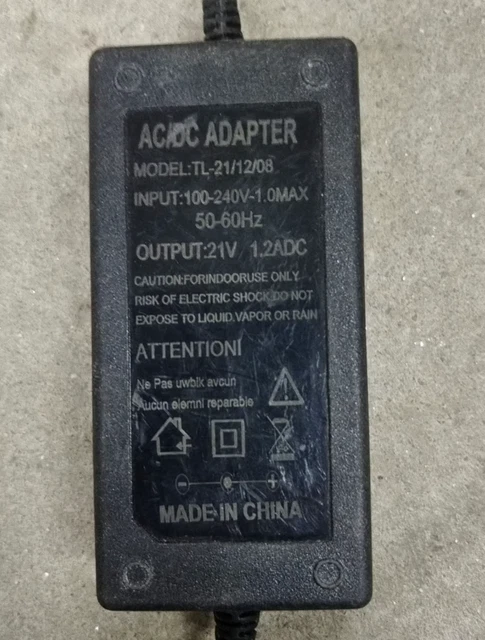 AC/DC ADAPTER
MODEL:TL-21/12/08
INPUT:100-240V-1.0MAX
50-60Hz
OUTPUT:21V 1.2ADC
CAUTION:FORINDOORUSE ONLY
RISK OF ELECTRIC SHOCK DO NOT
EXPOSE TO LIQUID.VAPOR OR RAIN
ATTENTION!
Ne Pas uwblk avcun
Aucun elemni reparable
MADE IN CHINA